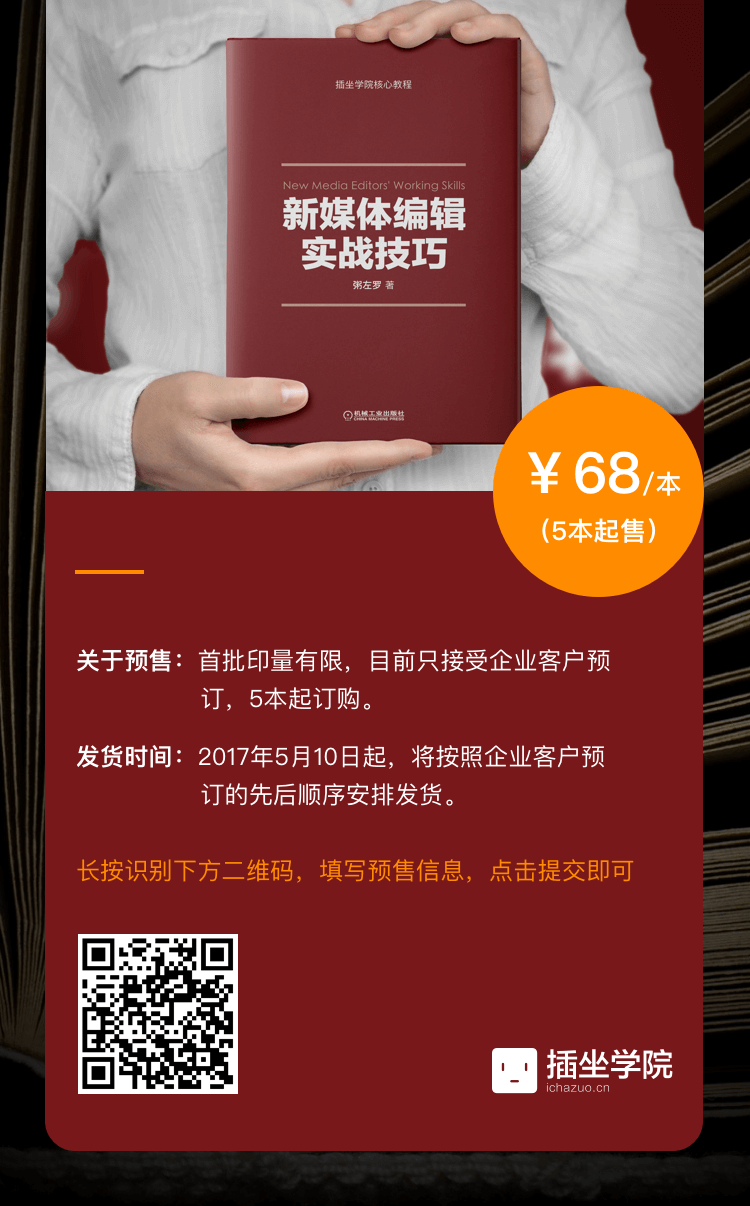 插坐学院核心教程
New Media Editors' Working Skills
新媒体编辑
实战技巧
粥左罗 著
机械工业出版社
CHINA MACHINE PRESS
¥68/本
（5本起售）
关于预售：首批印量有限，目前只接受企业客户预
订，5本起订购。
发货时间：2017年5月10日起，将按照企业客户预
订的先后顺序安排发货。
长按识别下方二维码，填写预售信息，点击提交即可
插坐学院
ichazuo.cn